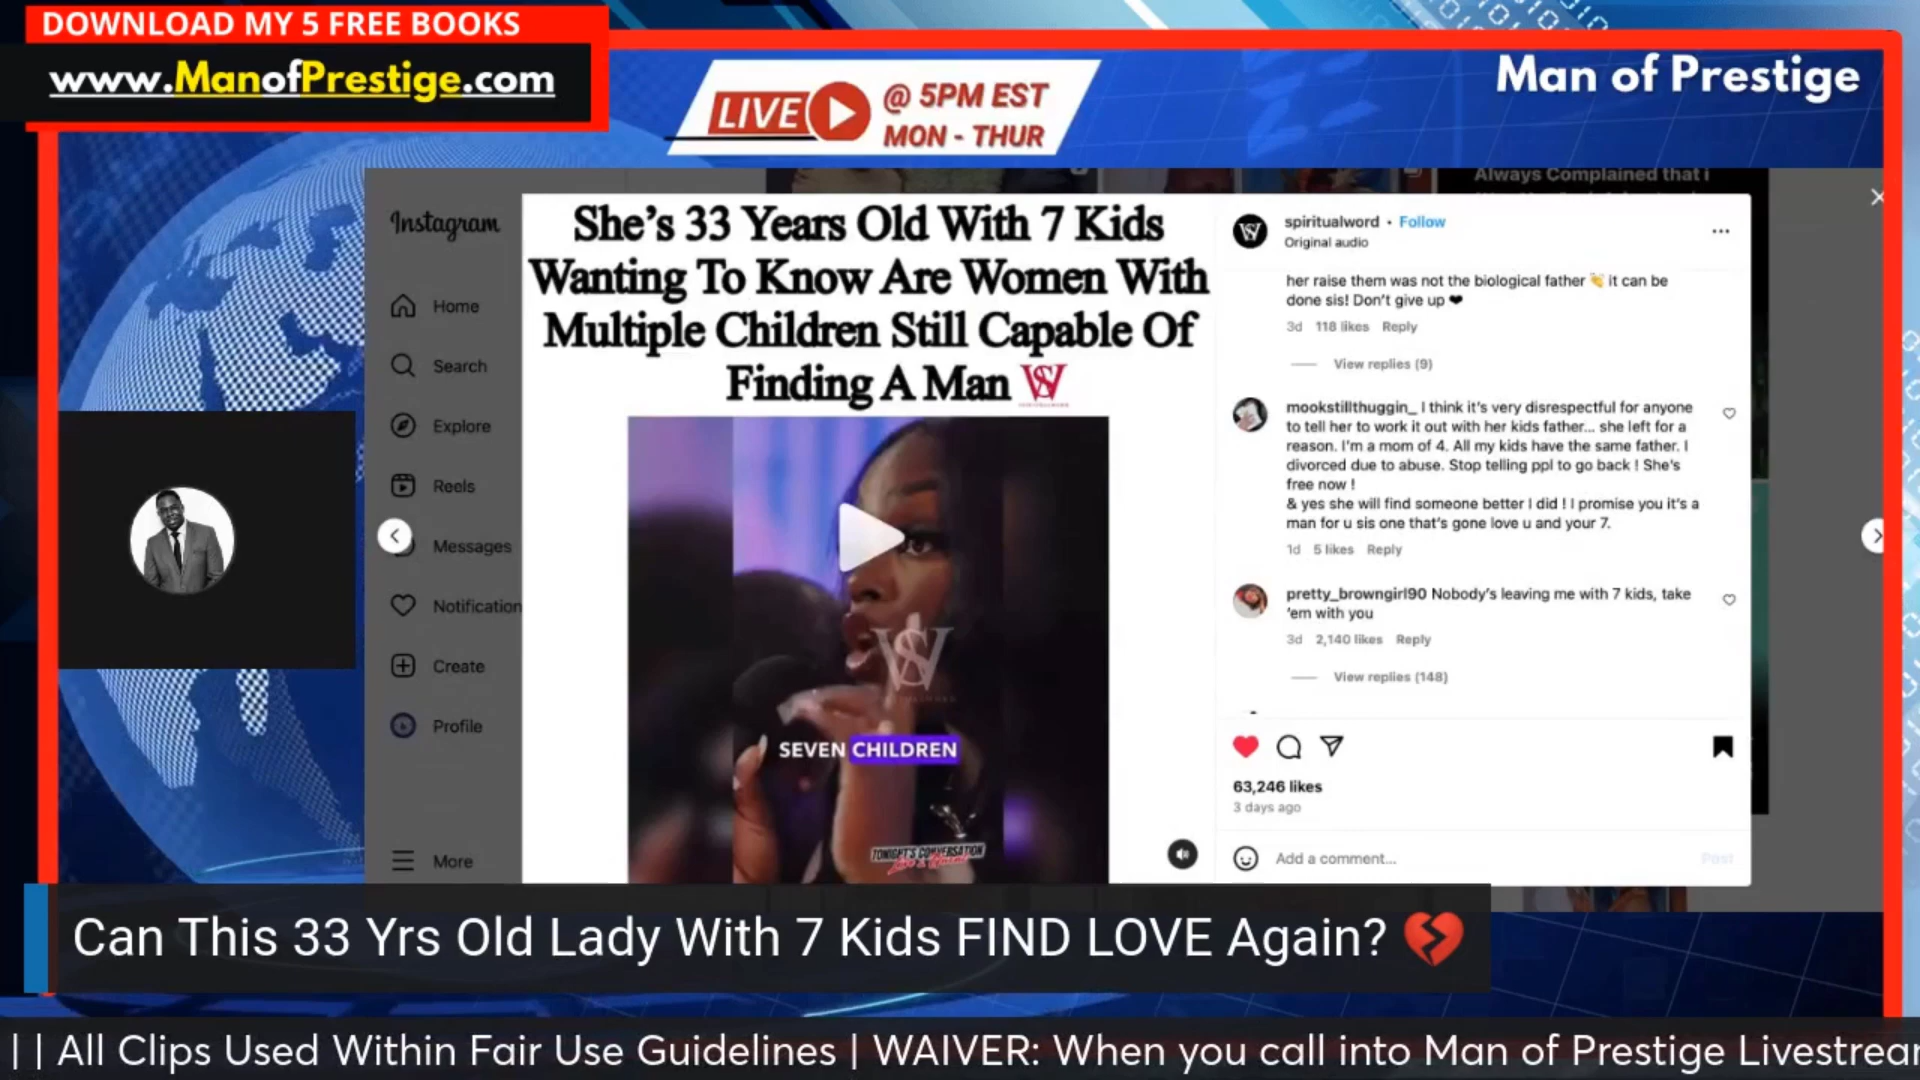 DOWNLOAD MY 5 FREE BOOKS
www.ManofPrestige.com
LIVE @ 5PM EST
MON - THUR
Man of Prestige
Always Complained that i
Instagram
Home
Search
Explore
Reels
Messages
Notification
Create
Profile
More
She's 33 Years Old With 7 Kids
Wanting To Know Are Women With
Multiple Children Still Capable Of
Finding A Man
SEVEN CHILDREN
TONIGHT'S CONVERSATION
spiritualword • Follow
Original audio
her raise them was not the biological father 👏 it can be
done sis! Don't give up ❤
3d 118 likes Reply
View replies (9)
mookstillthuggin_ I think it's very disrespectful for anyone
to tell her to work it out with her kids father... she left for a
reason. I'm a mom of 4. All my kids have the same father. I
divorced due to abuse. Stop telling ppl to go back ! She's
free now !
& yes she will find someone better I did ! I promise you it's a
man for u sis one that's gone love u and your 7.
1d 5 likes Reply
pretty_browngirl90 Nobody's leaving me with 7 kids, take
'em with you
3d 2,140 likes Reply
View replies (148)
63,246 likes
3 days ago
Add a comment...
Post
Can This 33 Yrs Old Lady With 7 Kids FIND LOVE Again? 💔
| | All Clips Used Within Fair Use Guidelines | WAIVER: When you call into Man of Prestige Livestrea